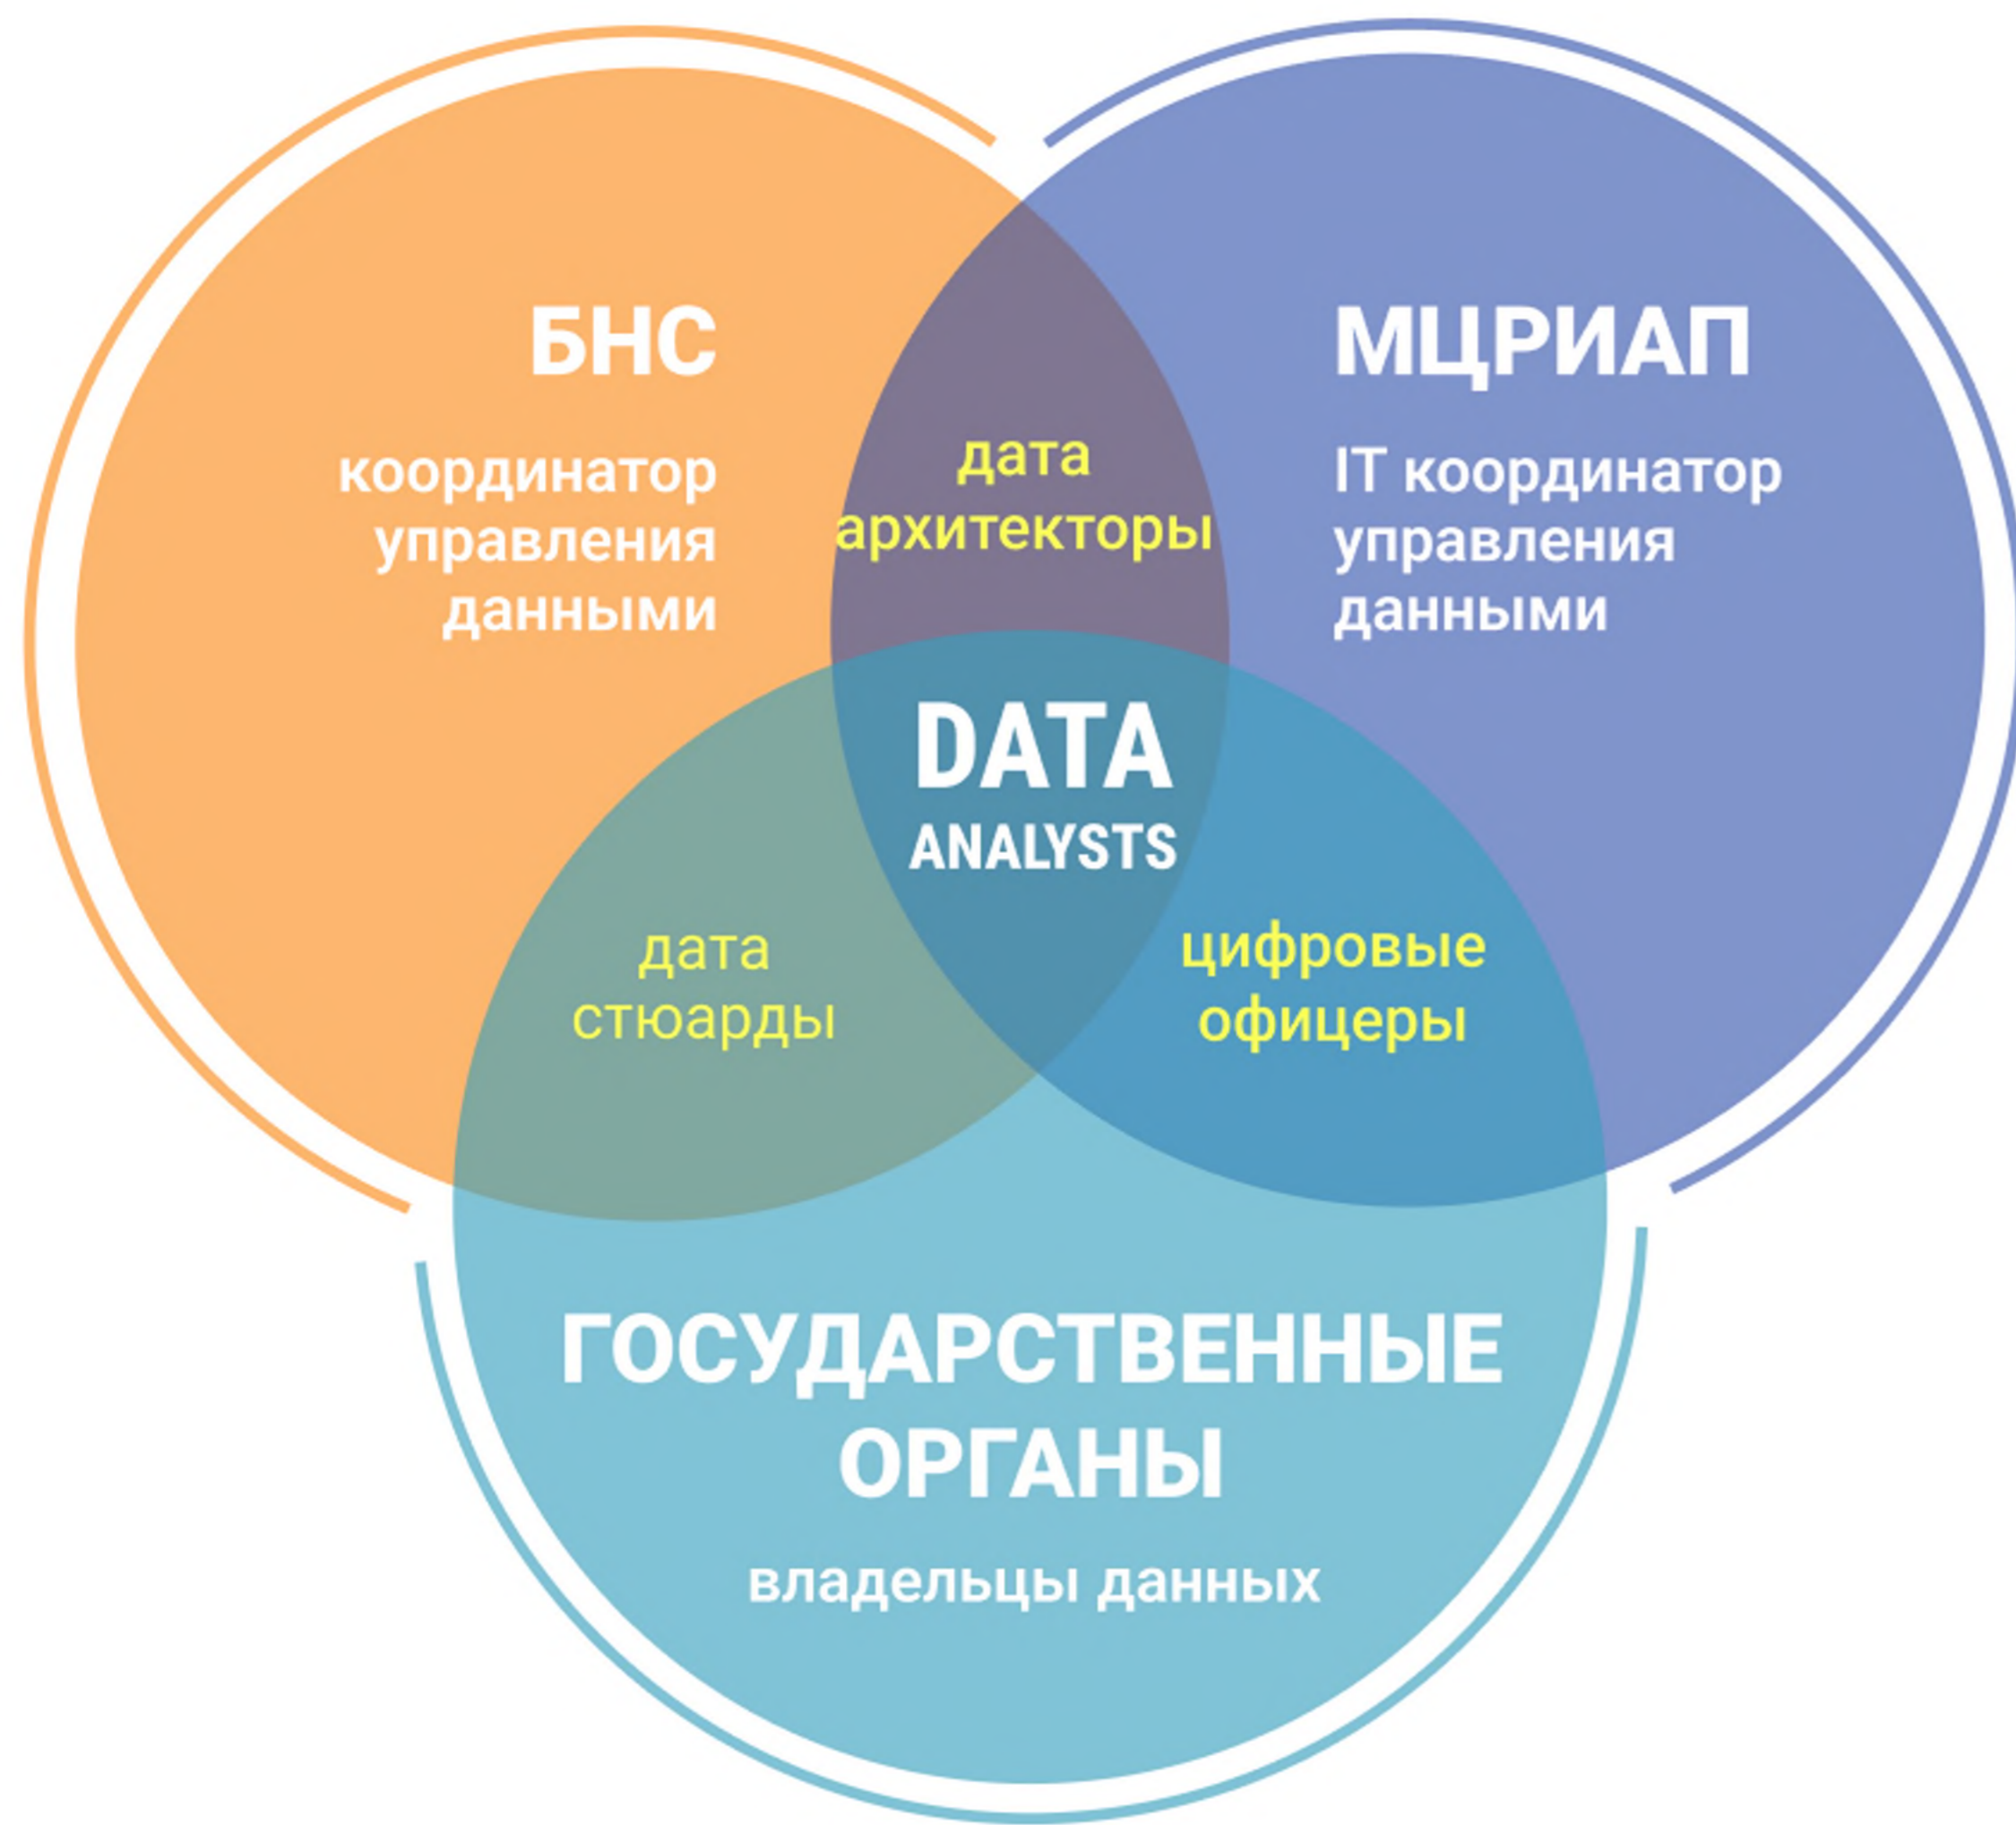 БНС
координатор
управления
данными
МЦРИАП
IT координатор
управления
данными
дата
архитекторы
DATA
ANALYSTS
дата
стюарды
цифровые
офицеры
ГОСУДАРСТВЕННЫЕ
ОРГАНЫ
владельцы данных